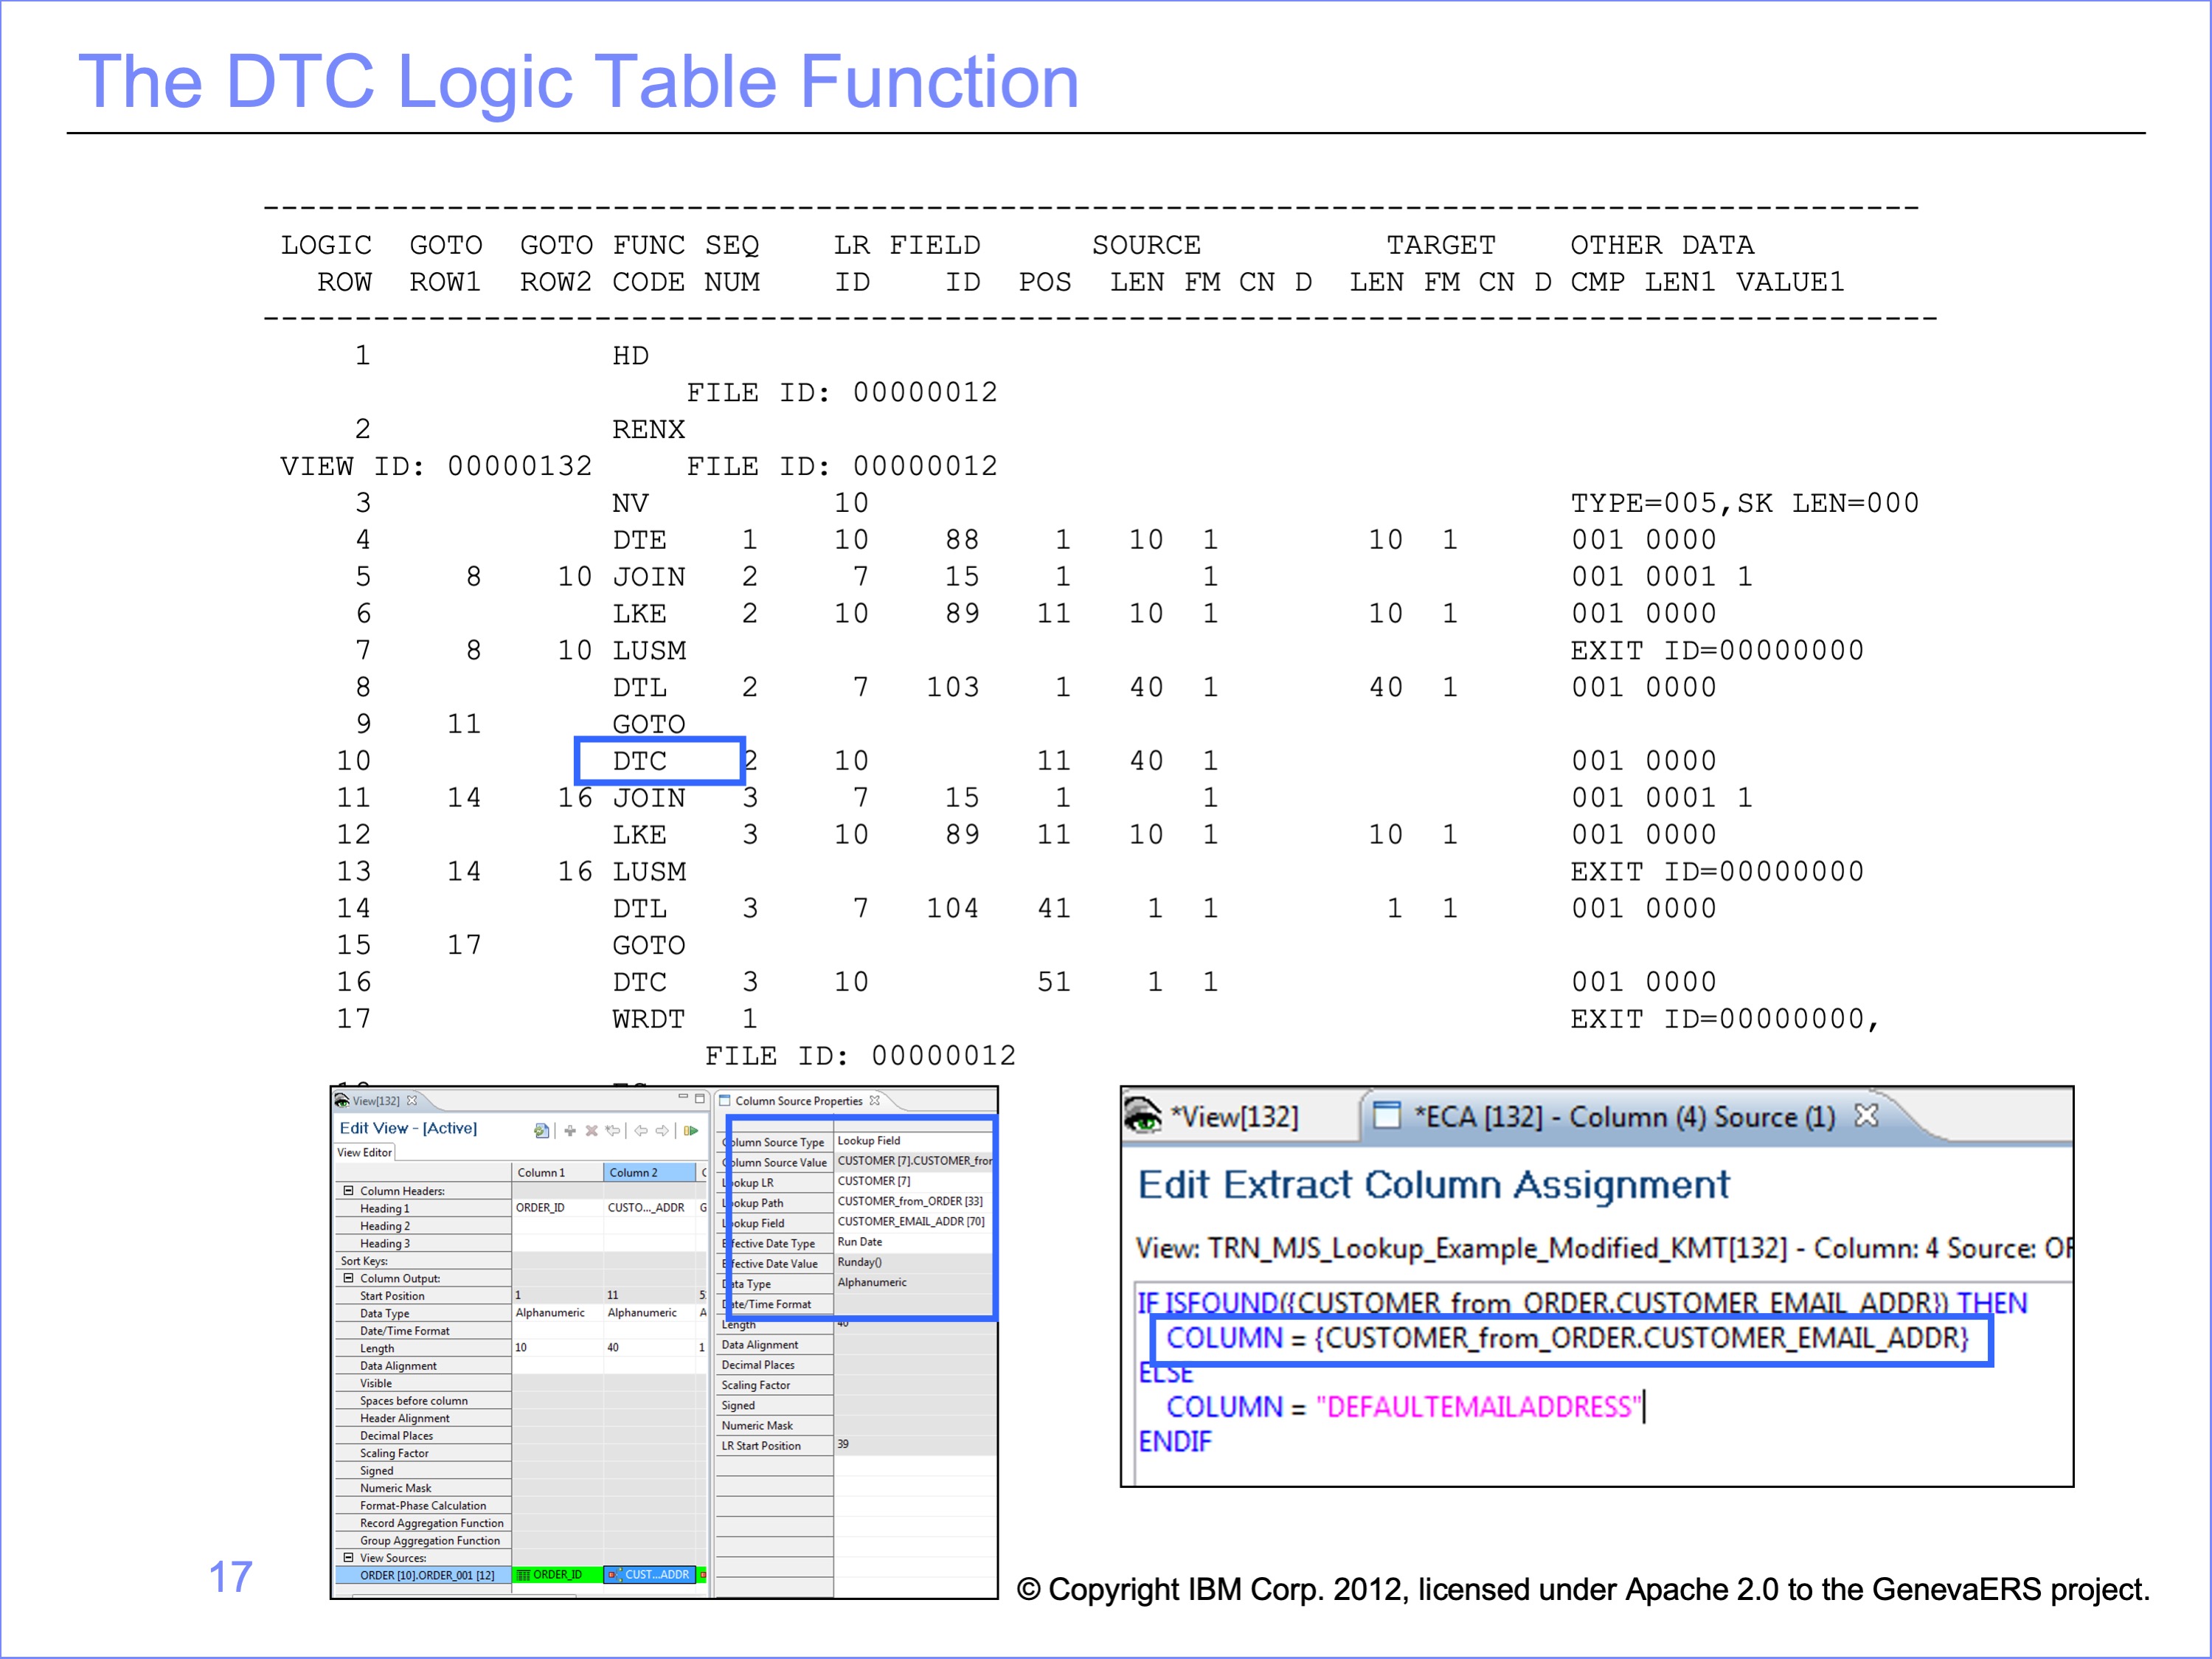 The DTC Logic Table Function
------------------------------------------------------------------------------------------
LOGIC GOTO GOTO FUNC SEQ LR FIELD SOURCE TARGET OTHER DATA
ROW ROW1 ROW2 CODE NUM ID ID POS LEN FM CN D LEN FM CN D CMP LEN1 VALUE1
-------------------------------------------------------------------------------------------
1 HD
FILE ID: 00000012
2 RENX
VIEW ID: 00000132 FILE ID: 00000012
3 NV 10 TYPE=005,SK LEN=000
4 DTE 1 10 88 1 10 1 10 1 001 0000
5 8 10 JOIN 2 7 15 1 1 001 0001 1
6 LKE 2 10 89 11 10 1 10 1 001 0000
7 8 10 LUSM EXIT ID=00000000
8 DTL 2 7 103 1 40 1 40 1 001 0000
9 11 GOTO
10 DTC 2 10 11 40 1 001 0000
11 14 16 JOIN 3 7 15 1 1 001 0001 1
12 LKE 3 10 89 11 10 1 10 1 001 0000
13 14 16 LUSM EXIT ID=00000000
14 DTL 3 7 104 41 1 1 1 1 001 0000
15 17 GOTO
16 DTC 3 10 51 1 1 001 0000
17 WRDT 1 EXIT ID=00000000,
FILE ID: 00000012
View[132]
Edit View - [Active]
View Editor
Column 1 Column 2
Column Headers:
Heading 1 ORDER_ID CUSTO..._ADDR
Heading 2
Heading 3
Sort Keys:
Column Output:
Start Position 1 11
Data Type Alphanumeric Alphanumeric A
Date/Time Format
Length 10 40 1
Data Alignment
Visible
Spaces before column
Header Alignment
Decimal Places
Scaling Factor
Signed
Numeric Mask
Format-Phase Calculation
Record Aggregation Function
Group Aggregation Function
View Sources:
ORDER [10].ORDER_001 [12] ORDER_ID CUST...ADDR
Column Source Properties
Column Source Type Lookup Field
Column Source Value CUSTOMER [7].CUSTOMER_fror
Lookup LR CUSTOMER [7]
Lookup Path CUSTOMER_from_ORDER [33]
Lookup Field CUSTOMER_EMAIL_ADDR [70]
Effective Date Type Run Date
Effective Date Value Runday()
Data Type Alphanumeric
Date/Time Format
Length 40
Data Alignment
Decimal Places
Scaling Factor
Signed
Numeric Mask
LR Start Position 39
*View[132] *ECA [132] - Column (4) Source (1)
Edit Extract Column Assignment
View: TRN_MJS_Lookup_Example_Modified_KMT[132] - Column: 4 Source: OF
IF ISFOUND({CUSTOMER_from_ORDER.CUSTOMER_EMAIL_ADDR}) THEN
COLUMN = {CUSTOMER_from_ORDER.CUSTOMER_EMAIL_ADDR}
ELSE
COLUMN = "DEFAULTEMAILADDRESS"
ENDIF
17
© Copyright IBM Corp. 2012, licensed under Apache 2.0 to the GenevaERS project.